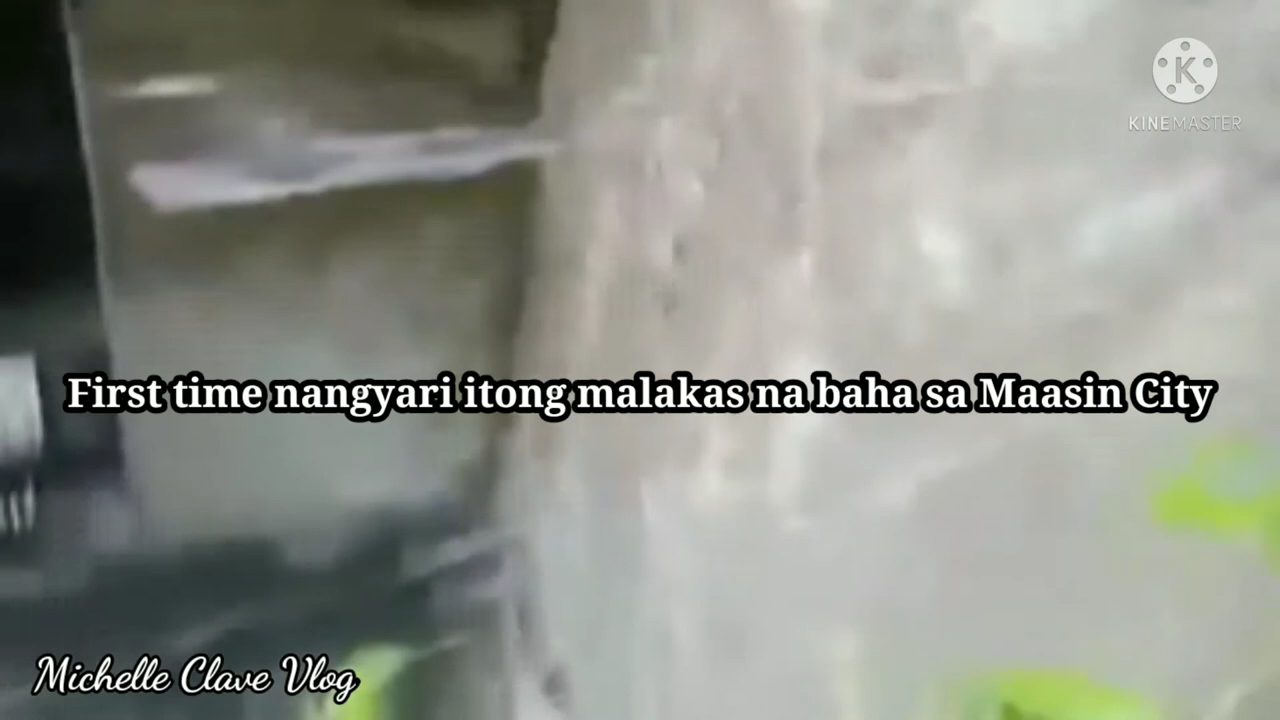 KINEMASTER
First time nangyari itong malakas na baha sa Maasin City
Michelle Clave Vlog